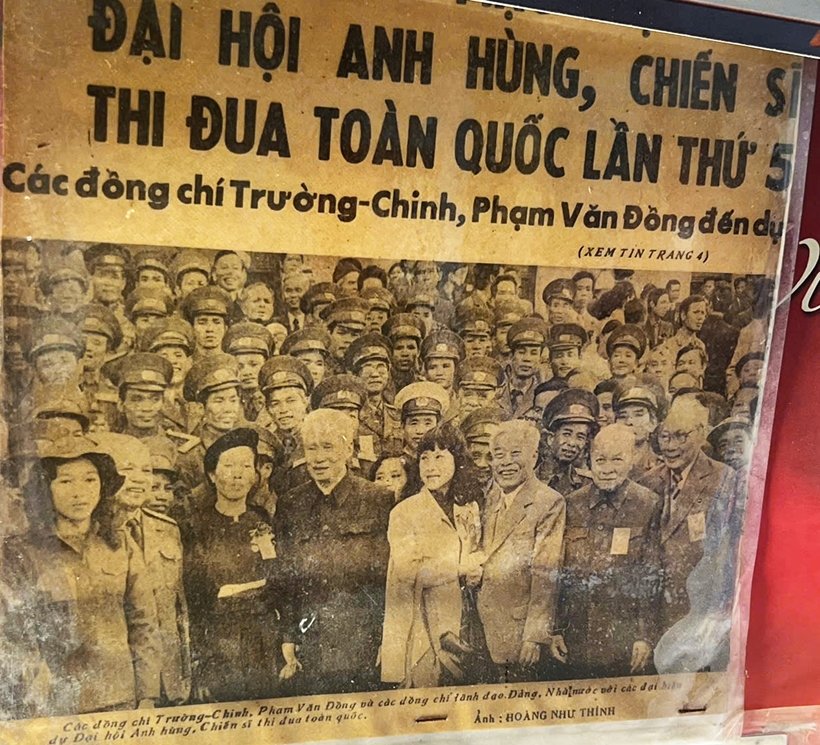 ĐẠI HỘI ANH HÙNG, CHIẾN SĨ
THI ĐUA TOÀN QUỐC LẦN THỨ 5
Các đồng chí Trường-Chinh, Phạm Văn Đồng đến dự
(XEM TIN TRANG 4)
Các đồng chí Trường-Chinh, Phạm Văn Đồng và các đồng chí lãnh đạo Đảng, Nhà nước với các đại biểu
dự Đại hội Anh hùng, Chiến sĩ thi đua toàn quốc.
Ảnh : HOÀNG NHƯ THÍNH